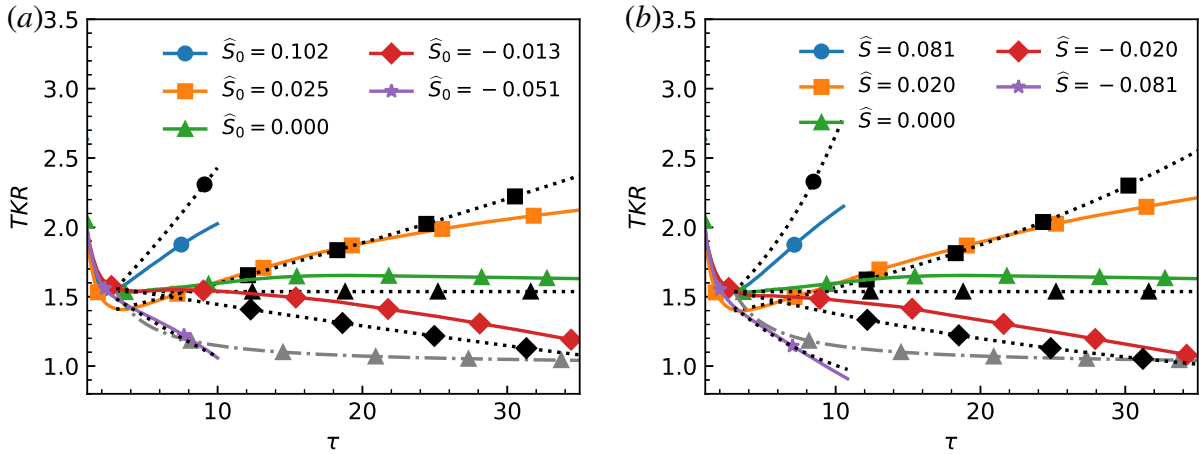 (a)
3.5
3.0
2.5
2.0
1.5
1.0
TKR
10
20
30
τ
Ŝ₀ = 0.102
Ŝ₀ = 0.025
Ŝ₀ = 0.000
Ŝ₀ = −0.013
Ŝ₀ = −0.051
(b)
3.5
3.0
2.5
2.0
1.5
1.0
TKR
10
20
30
τ
Ŝ = 0.081
Ŝ = 0.020
Ŝ = 0.000
Ŝ = −0.020
Ŝ = −0.081